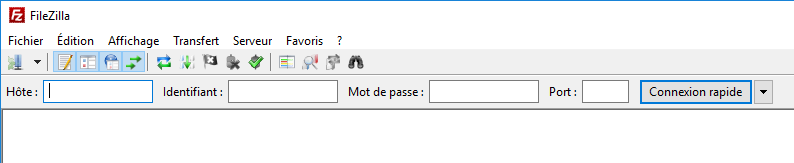 FileZilla
Fichier Édition Affichage Transfert Serveur Favoris ?
Hôte : Identifiant : Mot de passe : Port : Connexion rapide